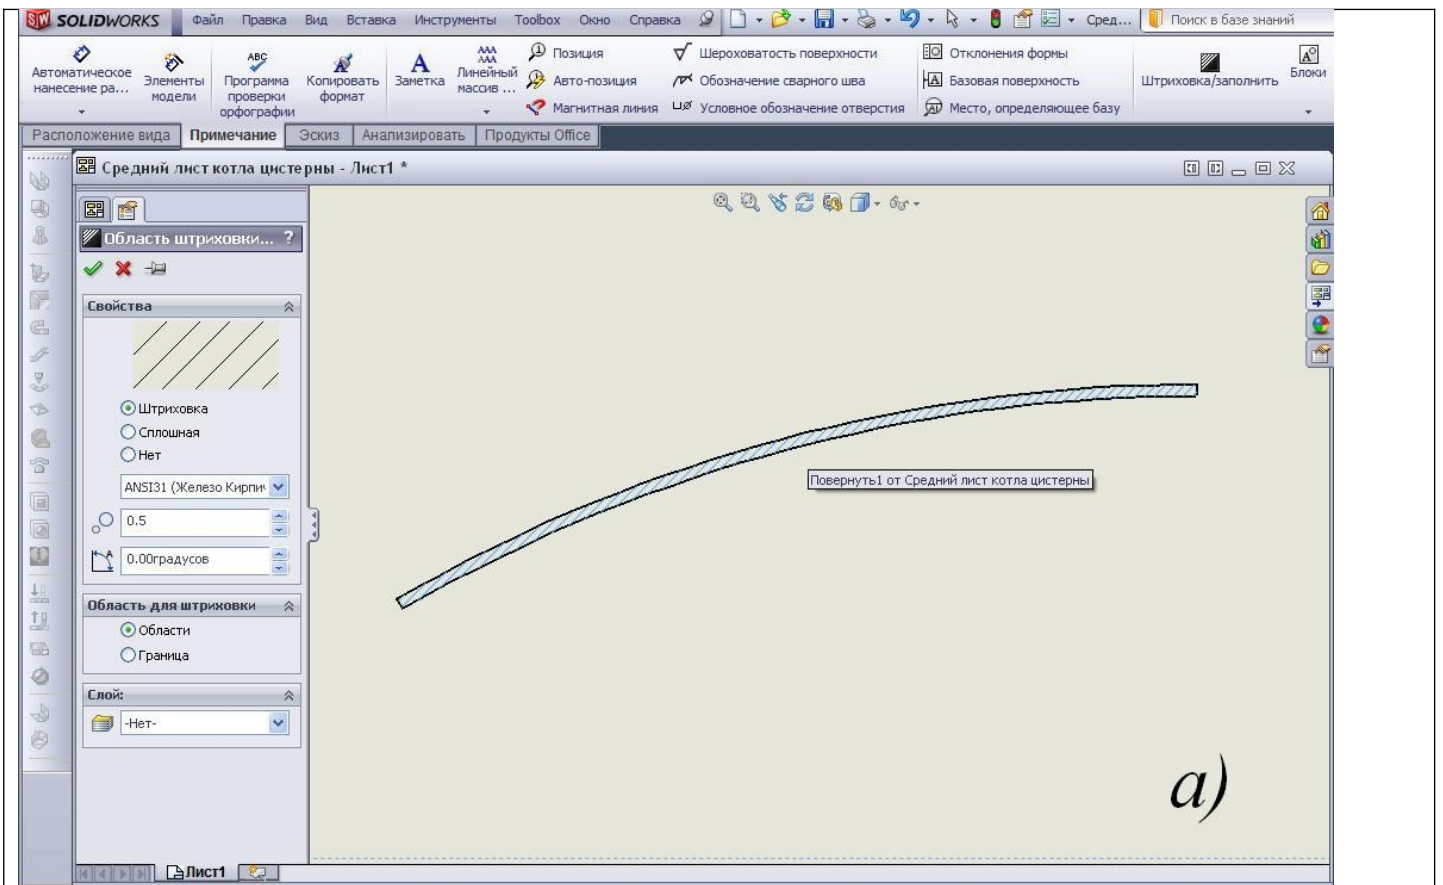 SW SOLIDWORKS Файл Правка Вид Вставка Инструменты Toolbox Окно Справка Сред... Поиск в базе знаний
Автоматическое нанесение ра...
Элементы модели
ABC Программа проверки орфографии
Копировать формат
A Заметка
Линейный массив ...
Позиция
Авто-позиция
Магнитная линия
Шероховатость поверхности
Обозначение сварного шва
Условное обозначение отверстия
Отклонения формы
Базовая поверхность
Место, определяющее базу
Штриховка/заполнить
Блоки
Расположение вида Примечание Эскиз Анализировать Продукты Office
Средний лист котла цистерны - Лист1 *
Область штриховки... ?
Свойства
Штриховка
Сплошная
Нет
ANSI31 (Железо Кирпи
0.5
0.00градусов
Область для штриховки
Области
Граница
Слой:
-Нет-
Повернуть1 от Средний лист котла цистерны
а)
Лист1